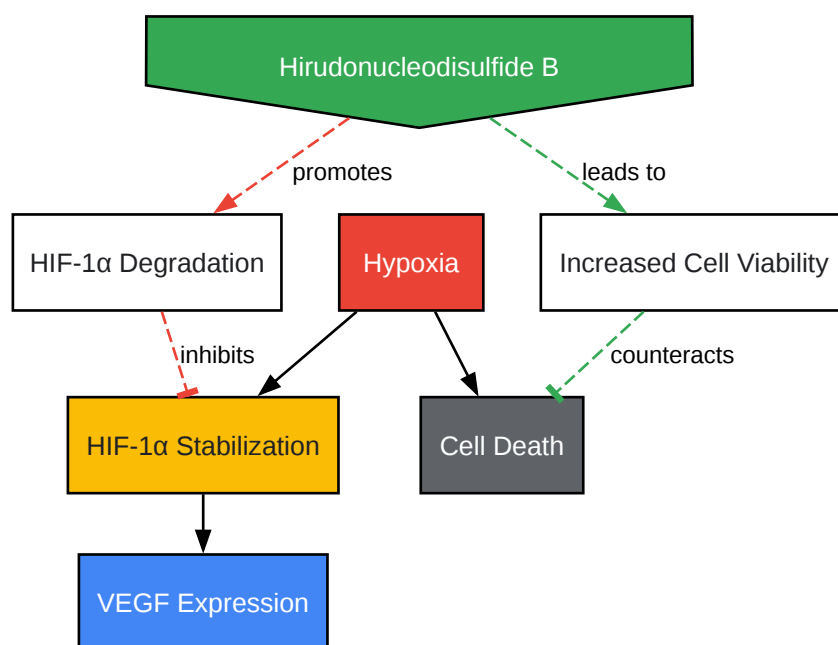 Hirudonucleodisulfide B
promotes
leads to
HIF-1α Degradation
Hypoxia
Increased Cell Viability
inhibits
counteracts
HIF-1α Stabilization
Cell Death
VEGF Expression